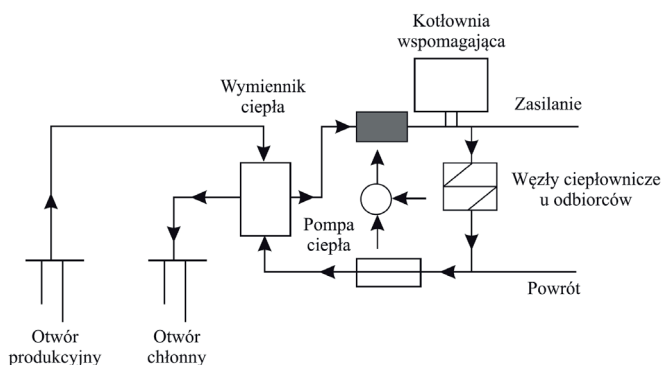 Kotłownia
wspomagająca
Wymiennik
ciepła
Zasilanie
Węzły ciepłownicze
u odbiorców
Pompa
ciepła
Powrót
Otwór
produkcyjny
Otwór
chłonny